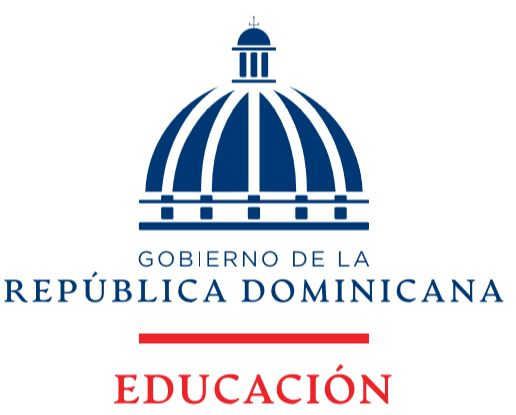 GOBIERNO DE LA
REPÚBLICA DOMINICANA
EDUCACIÓN